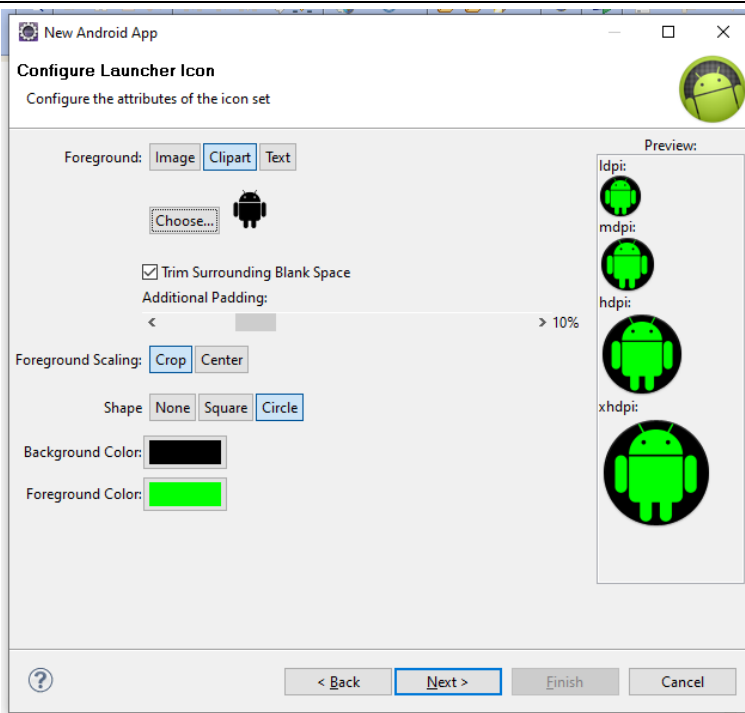 New Android App
Configure Launcher Icon
Configure the attributes of the icon set
Foreground: Image Clipart Text
Choose...
Trim Surrounding Blank Space
Additional Padding:
10%
Foreground Scaling: Crop Center
Shape None Square Circle
Background Color:
Foreground Color:
Preview:
ldpi:
mdpi:
hdpi:
xhdpi:
< Back Next > Finish Cancel